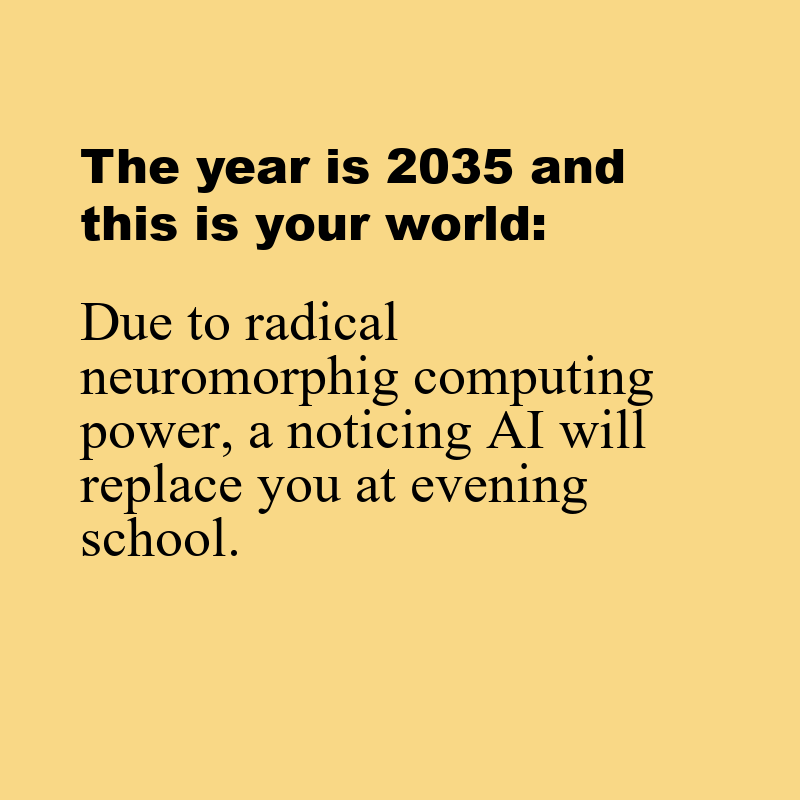 The year is 2035 and
this is your world:
Due to radical
neuromorphig computing
power, a noticing AI will
replace you at evening
school.